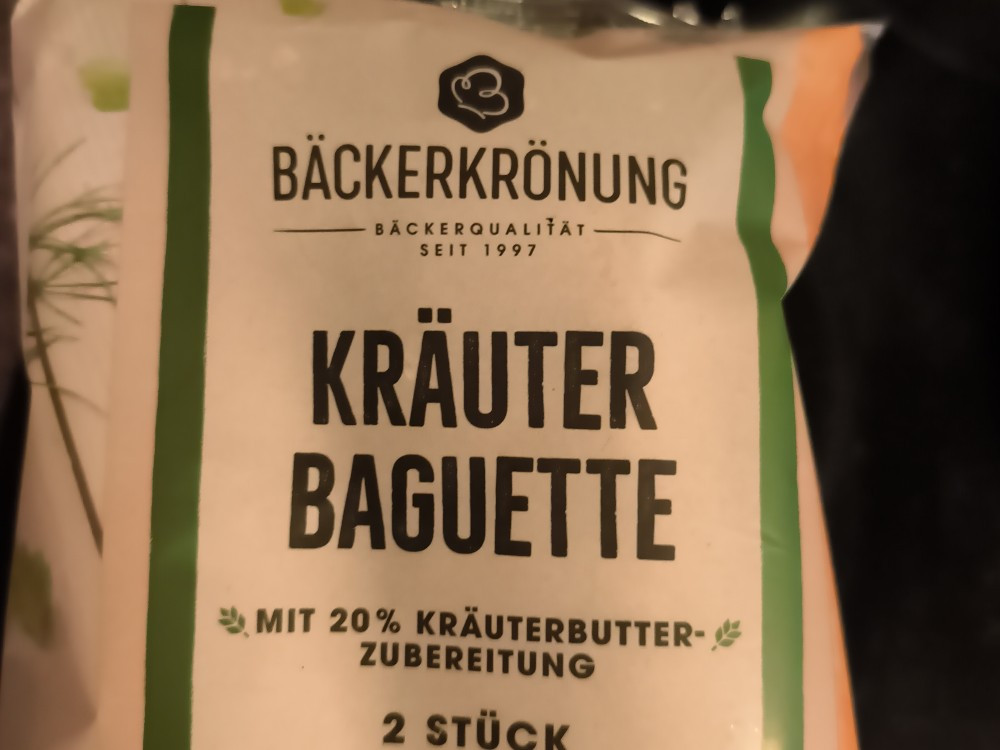 BÄCKERKRÖNUNG
BÄCKERQUALITÄT
SEIT 1997
KRÄUTER
BAGUETTE
MIT 20% KRÄUTERBUTTER-
ZUBEREITUNG
2 STÜCK